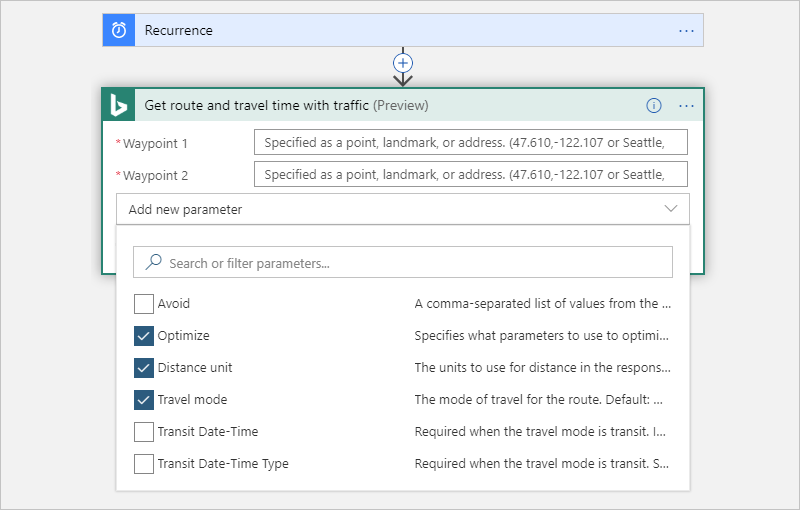 Recurrence ...
Get route and travel time with traffic (Preview) ...
* Waypoint 1 Specified as a point, landmark, or address. (47.610,-122.107 or Seattle,
* Waypoint 2 Specified as a point, landmark, or address. (47.610,-122.107 or Seattle,
Add new parameter
Search or filter parameters...
Avoid A comma-separated list of values from the ...
Optimize Specifies what parameters to use to optimi...
Distance unit The units to use for distance in the respons...
Travel mode The mode of travel for the route. Default: ...
Transit Date-Time Required when the travel mode is transit. I...
Transit Date-Time Type Required when the travel mode is transit. S...